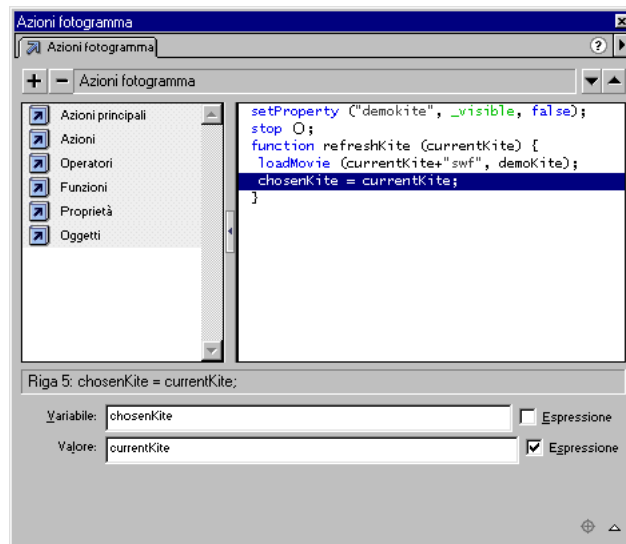 Azioni fotogramma
Azioni fotogramma
?
Azioni fotogramma
Azioni principali
Azioni
Operatori
Funzioni
Proprietà
Oggetti
setProperty ("demokite", _visible, false);
stop ();
function refreshKite (currentKite) {
loadMovie (currentKite+"swf", demoKite);
chosenKite = currentKite;
}
Riga 5: chosenKite = currentKite;
Variabile: chosenKite Espressione
Valore: currentKite Espressione